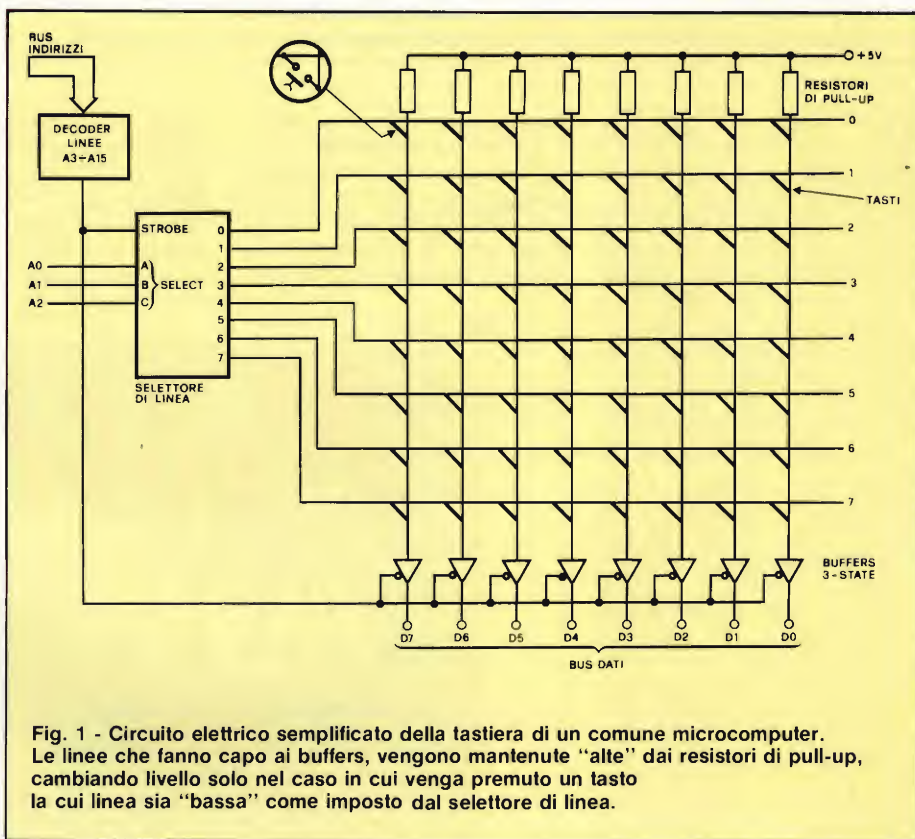 BUS
INDIRIZZI
DECODER
LINEE
A3÷A15
+5V
RESISTORI
DI PULL-UP
0
1
TASTI
2
3
4
5
6
7
STROBE
0
1
A0
A
2
A1
B
SELECT
3
A2
C
4
5
6
7
SELETTORE
DI LINEA
BUFFERS
3-STATE
D7 D6 D5 D4 D3 D2 D1 D0
BUS DATI
Fig. 1 - Circuito elettrico semplificato della tastiera di un comune microcomputer.
Le linee che fanno capo ai buffers, vengono mantenute "alte" dai resistori di pull-up,
cambiando livello solo nel caso in cui venga premuto un tasto
la cui linea sia "bassa" come imposto dal selettore di linea.